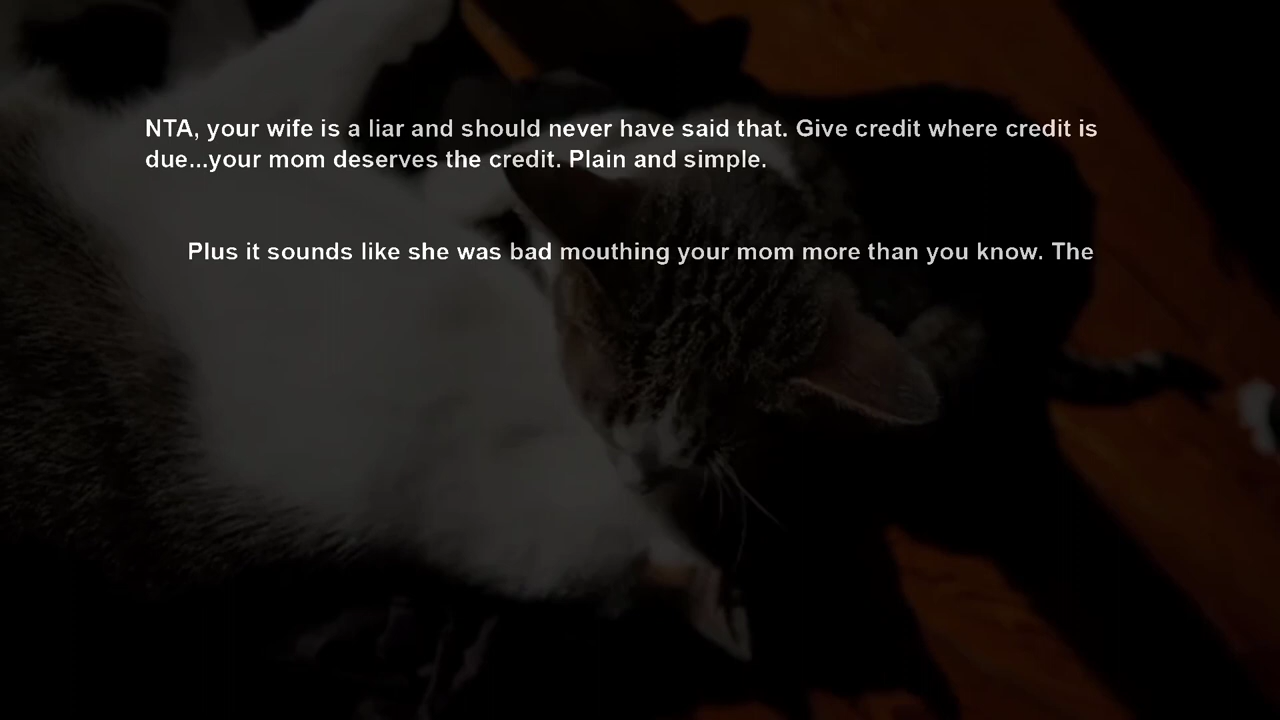 NTA, your wife is a liar and should never have said that. Give credit where credit is
due...your mom deserves the credit. Plain and simple.
Plus it sounds like she was bad mouthing your mom more than you know. The